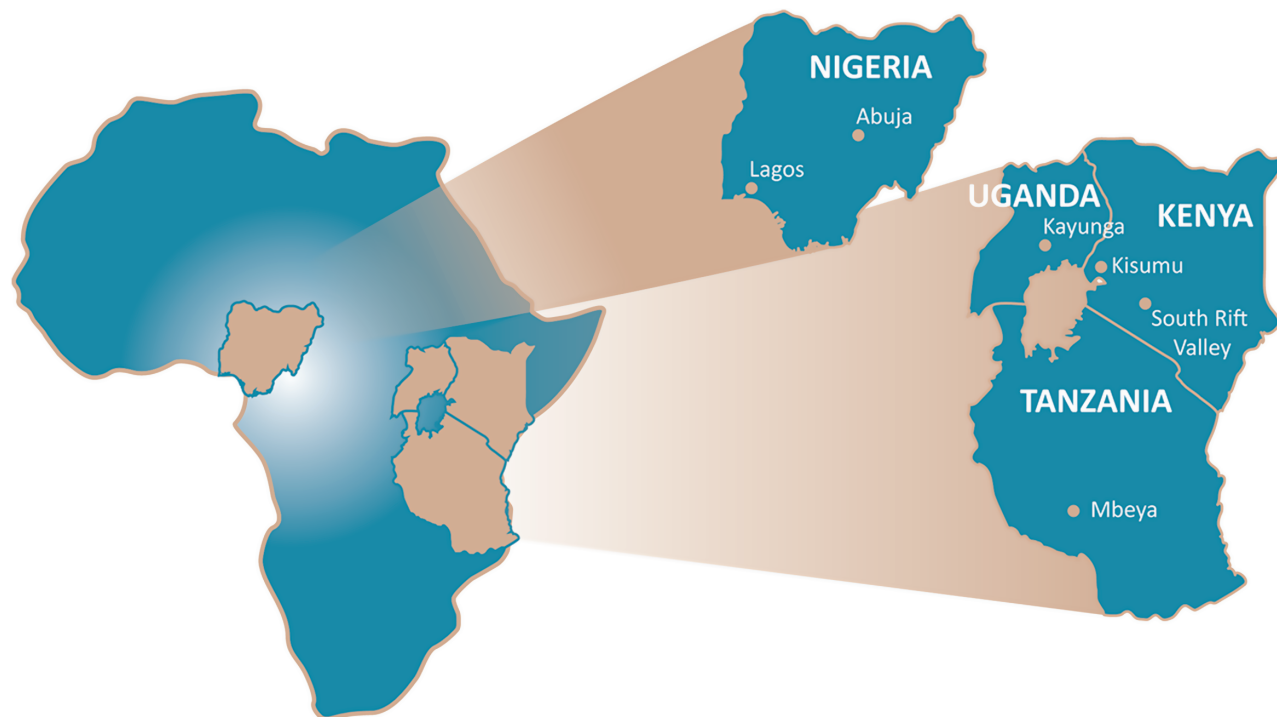 NIGERIA
Abuja
Lagos
UGANDA
Kayunga
KENYA
Kisumu
South Rift
Valley
TANZANIA
Mbeya